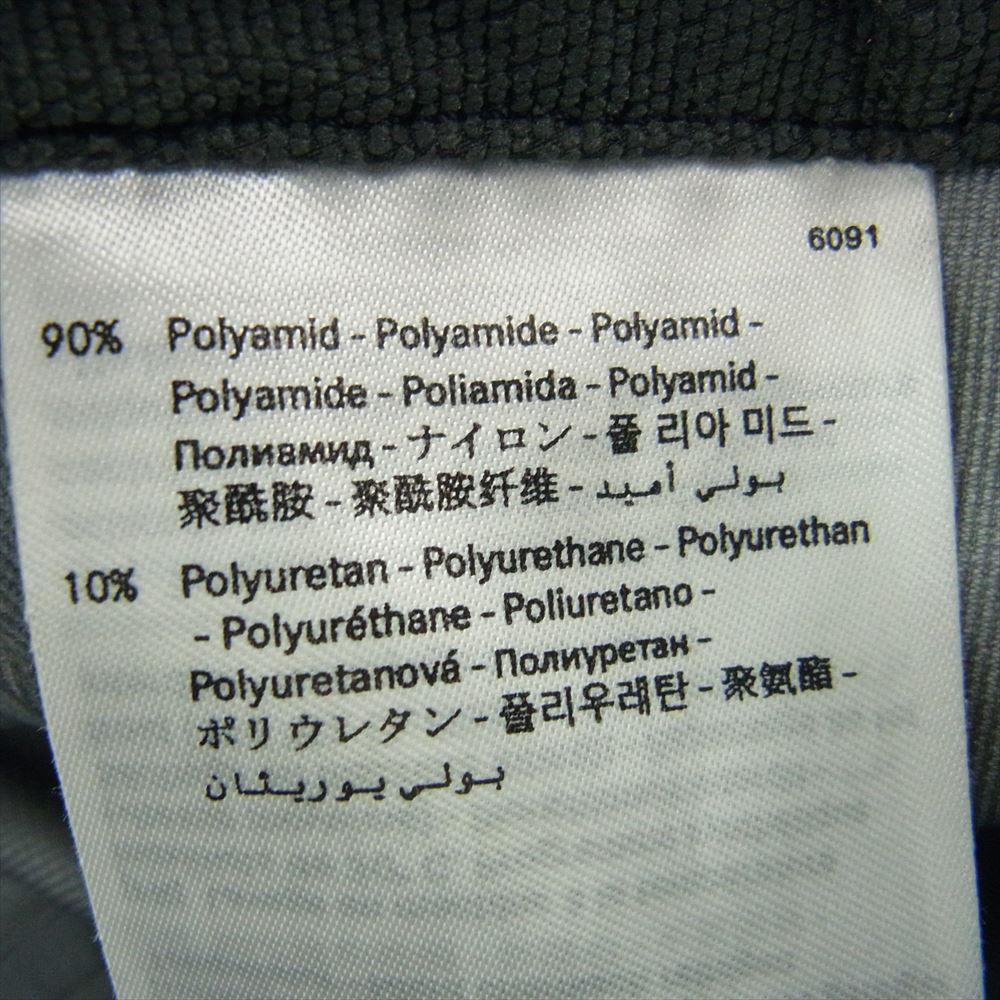 6091
90% Polyamid - Polyamide - Polyamid -
Polyamide - Poliamida - Polyamid -
Полиамид - ナイロン - 폴 리아 미드 -
聚酰胺 - 聚酰胺纤维 - بولي أميد
10% Polyuretan - Polyurethane - Polyurethan
- Polyuréthane - Poliuretano -
Polyuretanová - Полиуретан -
ポリウレタン - 폴리우레탄 - 聚氨酯 -
بولي يوريثان